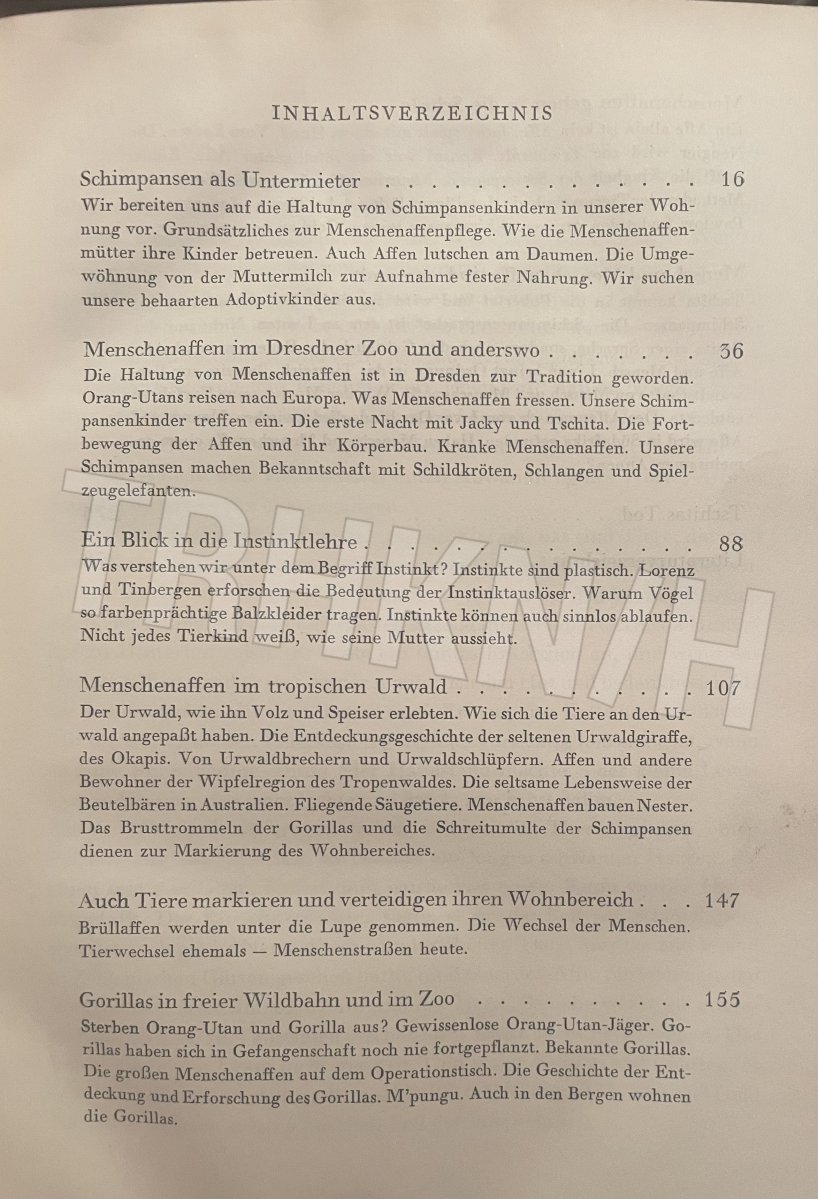 INHALTSVERZEICHNIS
Schimpansen als Untermieter . . . . . . . . . . . . . . 16
Wir bereiten uns auf die Haltung von Schimpansenkindern in unserer Woh-
nung vor. Grundsätzliches zur Menschenaffenpflege. Wie die Menschenaffen-
mütter ihre Kinder betreuen. Auch Affen lutschen am Daumen. Die Umge-
wöhnung von der Muttermilch zur Aufnahme fester Nahrung. Wir suchen
unsere behaarten Adoptivkinder aus.
Menschenaffen im Dresdner Zoo und anderswo . . . . . . . 36
Die Haltung von Menschenaffen ist in Dresden zur Tradition geworden.
Orang-Utans reisen nach Europa. Was Menschenaffen fressen. Unsere Schim-
pansenkinder treffen ein. Die erste Nacht mit Jacky und Tschita. Die Fort-
bewegung der Affen und ihr Körperbau. Kranke Menschenaffen. Unsere
Schimpansen machen Bekanntschaft mit Schildkröten, Schlangen und Spiel-
zeugelefanten.
Ein Blick in die Instinktlehre . . . . . . . . . . . . . . . 88
Was verstehen wir unter dem Begriff Instinkt? Instinkte sind plastisch. Lorenz
und Tinbergen erforschen die Bedeutung der Instinktauslöser. Warum Vögel
so farbenprächtige Balzkleider tragen. Instinkte können auch sinnlos ablaufen.
Nicht jedes Tierkind weiß, wie seine Mutter aussieht.
Menschenaffen im tropischen Urwald . . . . . . . . . . . 107
Der Urwald, wie ihn Volz und Speiser erlebten. Wie sich die Tiere an den Ur-
wald angepaßt haben. Die Entdeckungsgeschichte der seltenen Urwaldgiraffe,
des Okapis. Von Urwaldbrechern und Urwaldschlüpfern. Affen und andere
Bewohner der Wipfelregion des Tropenwaldes. Die seltsame Lebensweise der
Beutelbären in Australien. Fliegende Säugetiere. Menschenaffen bauen Nester.
Das Brusttrommeln der Gorillas und die Schreitumulte der Schimpansen
dienen zur Markierung des Wohnbereiches.
Auch Tiere markieren und verteidigen ihren Wohnbereich . . . 147
Brüllaffen werden unter die Lupe genommen. Die Wechsel der Menschen.
Tierwechsel ehemals — Menschenstraßen heute.
Gorillas in freier Wildbahn und im Zoo . . . . . . . . . . 155
Sterben Orang-Utan und Gorilla aus? Gewissenlose Orang-Utan-Jäger. Go-
rillas haben sich in Gefangenschaft noch nie fortgepflanzt. Bekannte Gorillas.
Die großen Menschenaffen auf dem Operationstisch. Die Geschichte der Ent-
deckung und Erforschung des Gorillas. M'pungu. Auch in den Bergen wohnen
die Gorillas.
TRHKN/H